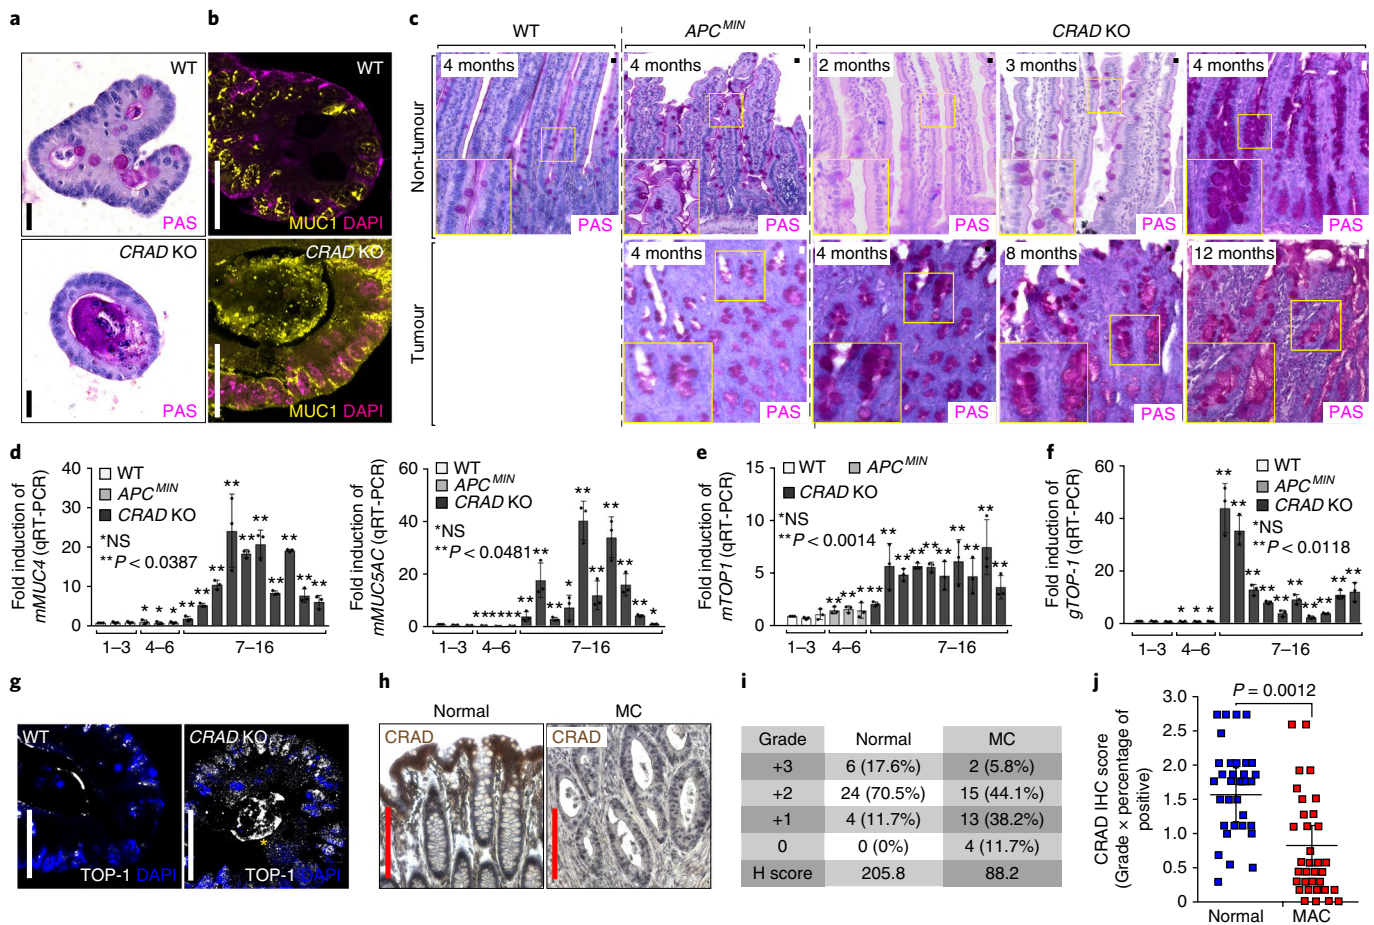 a
WT
PAS
CRAD KO
PAS
b
WT
MUC1 DAPI
CRAD KO
MUC1 DAPI
c
WT
APC MIN
CRAD KO
Non-tumour
4 months
PAS
4 months
PAS
2 months
PAS
3 months
PAS
4 months
PAS
Tumour
4 months
PAS
4 months
PAS
8 months
PAS
12 months
PAS
d
Fold induction of
mMUC4 (qRT-PCR)
40
30
20
10
0
WT
APC MIN
CRAD KO
*NS
**P < 0.0387
* * * ** ** ** ** ** ** ** ** ** **
1–3
4–6
7–16
Fold induction of
mMUC5AC (qRT-PCR)
60
40
20
0
WT
APC MIN
CRAD KO
*NS
**P < 0.0481
1–3
4–6
7–16
e
Fold induction of
mTOP1 (qRT-PCR)
15
10
5
0
WT
APC MIN
CRAD KO
*NS
**P < 0.0014
1–3
4–6
7–16
f
Fold induction of
gTOP-1 (qRT-PCR)
60
40
20
0
WT
APC MIN
CRAD KO
*NS
**P < 0.0118
* * * ** ** ** ** ** ** ** ** ** **
1–3
4–6
7–16
g
WT
TOP-1 DAPI
CRAD KO
*
TOP-1 DAPI
h
Normal
MC
CRAD
CRAD
i
Grade Normal MC
+3 6 (17.6%) 2 (5.8%)
+2 24 (70.5%) 15 (44.1%)
+1 4 (11.7%) 13 (38.2%)
0 0 (0%) 4 (11.7%)
H score 205.8 88.2
j
P = 0.0012
CRAD IHC score
(Grade × percentage of
positive)
3.0
2.5
2.0
1.5
1.0
0.5
0
Normal
MAC